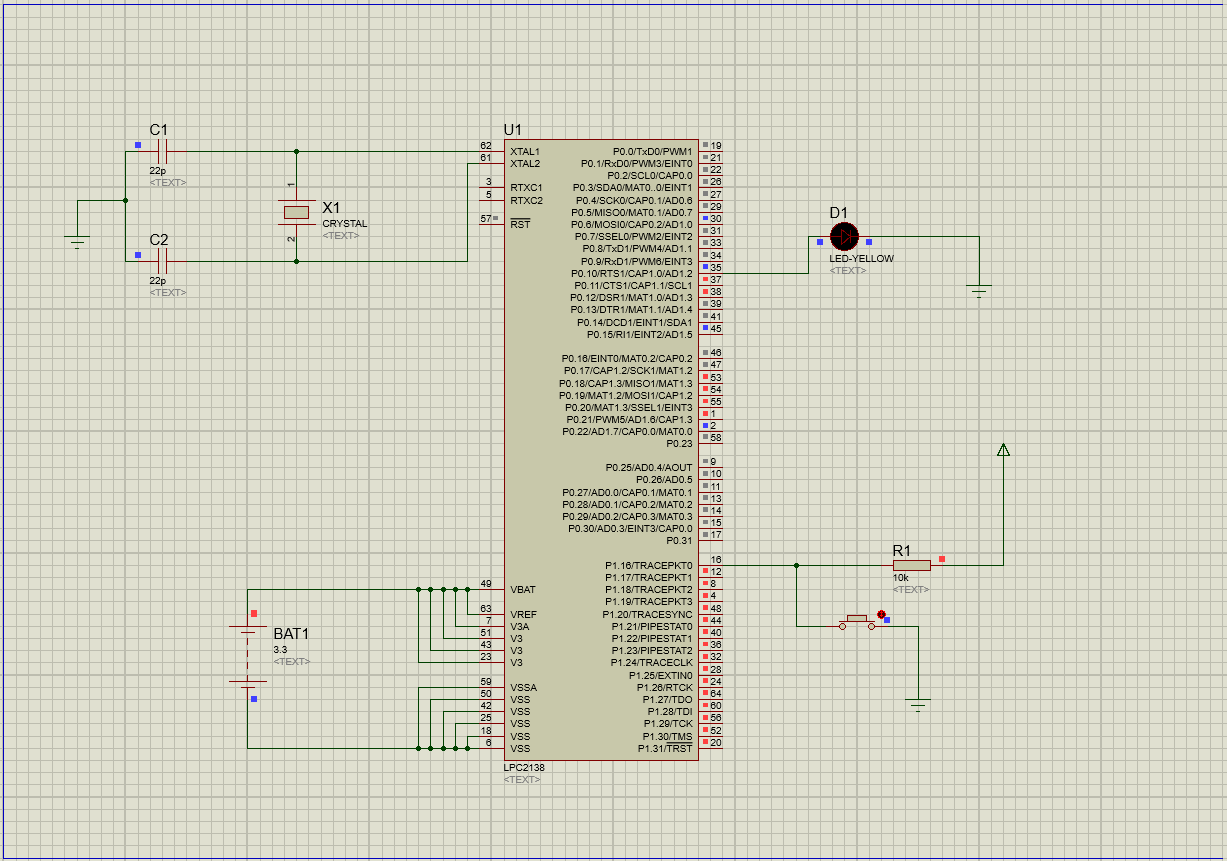 C1
22p
<TEXT>
C2
22p
<TEXT>
1
X1
CRYSTAL
<TEXT>
2
U1
62 XTAL1
61 XTAL2
3 RTXC1
5 RTXC2
57 RST
49 VBAT
63 VREF
7 V3A
51 V3
43 V3
23 V3
59 VSSA
50 VSS
42 VSS
25 VSS
18 VSS
6 VSS
P0.0/TxD0/PWM1 19
P0.1/RxD0/PWM3/EINT0 21
P0.2/SCL0/CAP0.0 22
P0.3/SDA0/MAT0..0/EINT1 26
P0.4/SCK0/CAP0.1/AD0.6 27
P0.5/MISO0/MAT0.1/AD0.7 29
P0.6/MOSI0/CAP0.2/AD1.0 30
P0.7/SSEL0/PWM2/EINT2 31
P0.8/TxD1/PWM4/AD1.1 33
P0.9/RxD1/PWM6/EINT3 34
P0.10/RTS1/CAP1.0/AD1.2 35
P0.11/CTS1/CAP1.1/SCL1 37
P0.12/DSR1/MAT1.0/AD1.3 38
P0.13/DTR1/MAT1.1/AD1.4 39
P0.14/DCD1/EINT1/SDA1 41
P0.15/RI1/EINT2/AD1.5 45
P0.16/EINT0/MAT0.2/CAP0.2 46
P0.17/CAP1.2/SCK1/MAT1.2 47
P0.18/CAP1.3/MISO1/MAT1.3 53
P0.19/MAT1.2/MOSI1/CAP1.2 54
P0.20/MAT1.3/SSEL1/EINT3 55
P0.21/PWM5/AD1.6/CAP1.3 1
P0.22/AD1.7/CAP0.0/MAT0.0 2
P0.23 58
P0.25/AD0.4/AOUT 9
P0.26/AD0.5 10
P0.27/AD0.0/CAP0.1/MAT0.1 11
P0.28/AD0.1/CAP0.2/MAT0.2 13
P0.29/AD0.2/CAP0.3/MAT0.3 14
P0.30/AD0.3/EINT3/CAP0.0 15
P0.31 17
P1.16/TRACEPKT0 16
P1.17/TRACEPKT1 12
P1.18/TRACEPKT2 8
P1.19/TRACEPKT3 4
P1.20/TRACESYNC 48
P1.21/PIPESTAT0 44
P1.22/PIPESTAT1 40
P1.23/PIPESTAT2 36
P1.24/TRACECLK 32
P1.25/EXTIN0 28
P1.26/RTCK 24
P1.27/TDO 64
P1.28/TDI 60
P1.29/TCK 56
P1.30/TMS 52
P1.31/TRST 20
LPC2138
<TEXT>
D1
LED-YELLOW
<TEXT>
R1
10k
<TEXT>
BAT1
3.3
<TEXT>